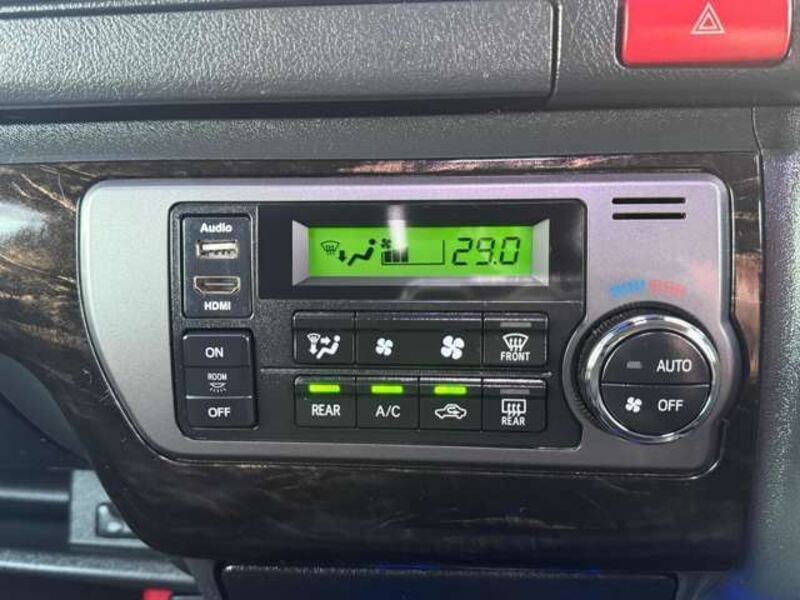 Audio
HDMI
29.0
ON
ROOM
OFF
FRONT
REAR
A/C
REAR
AUTO
OFF